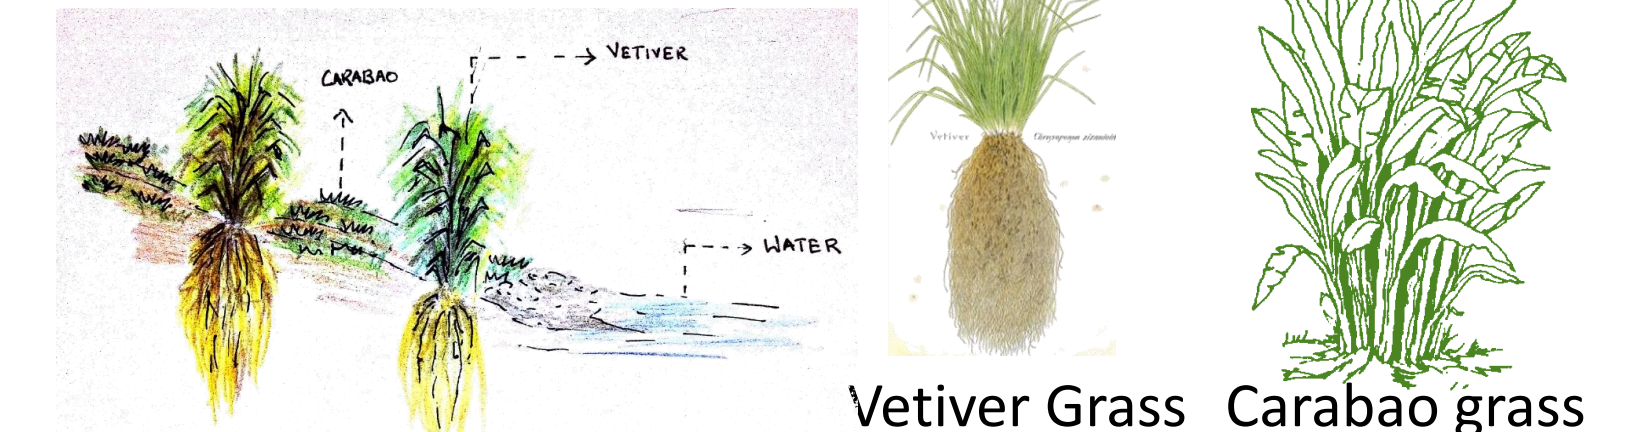 CARABAO
VETIVER
WATER
Vetiver
Vetiver Grass
Carabao grass